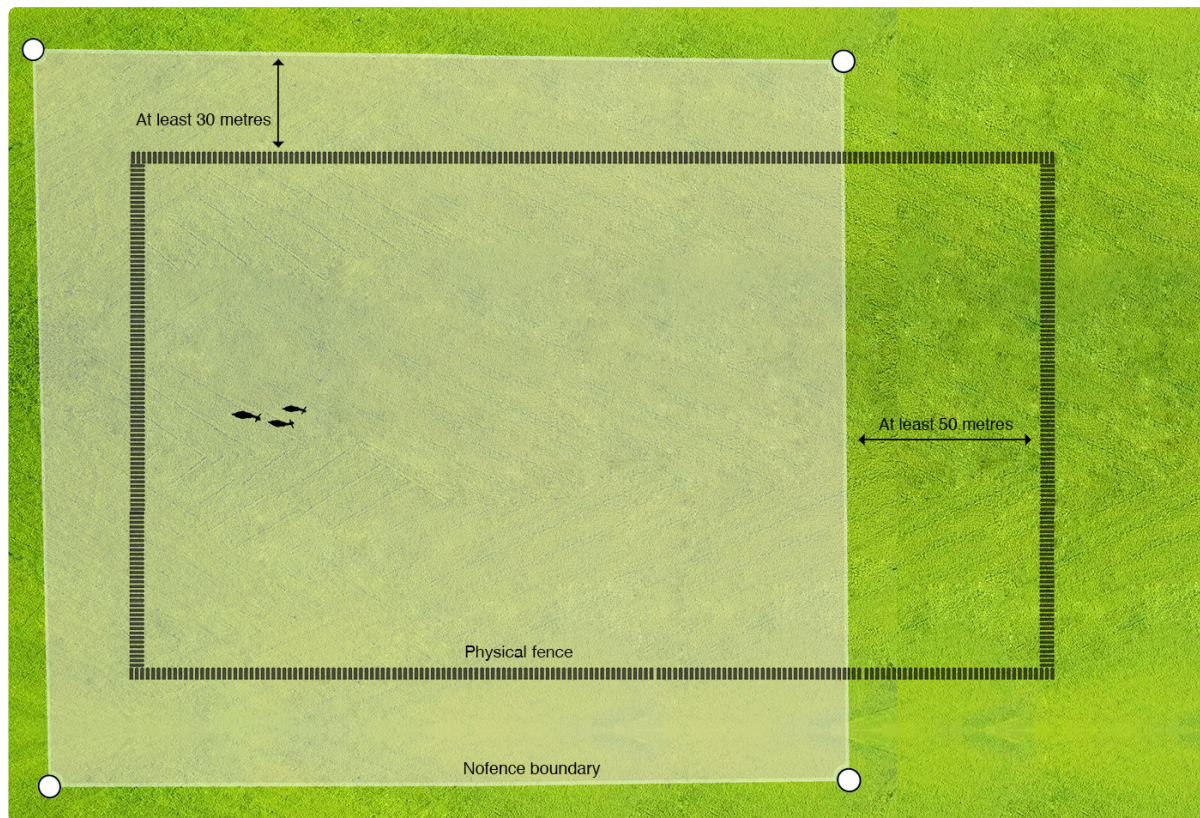 At least 30 metres
At least 50 metres
Physical fence
Nofence boundary